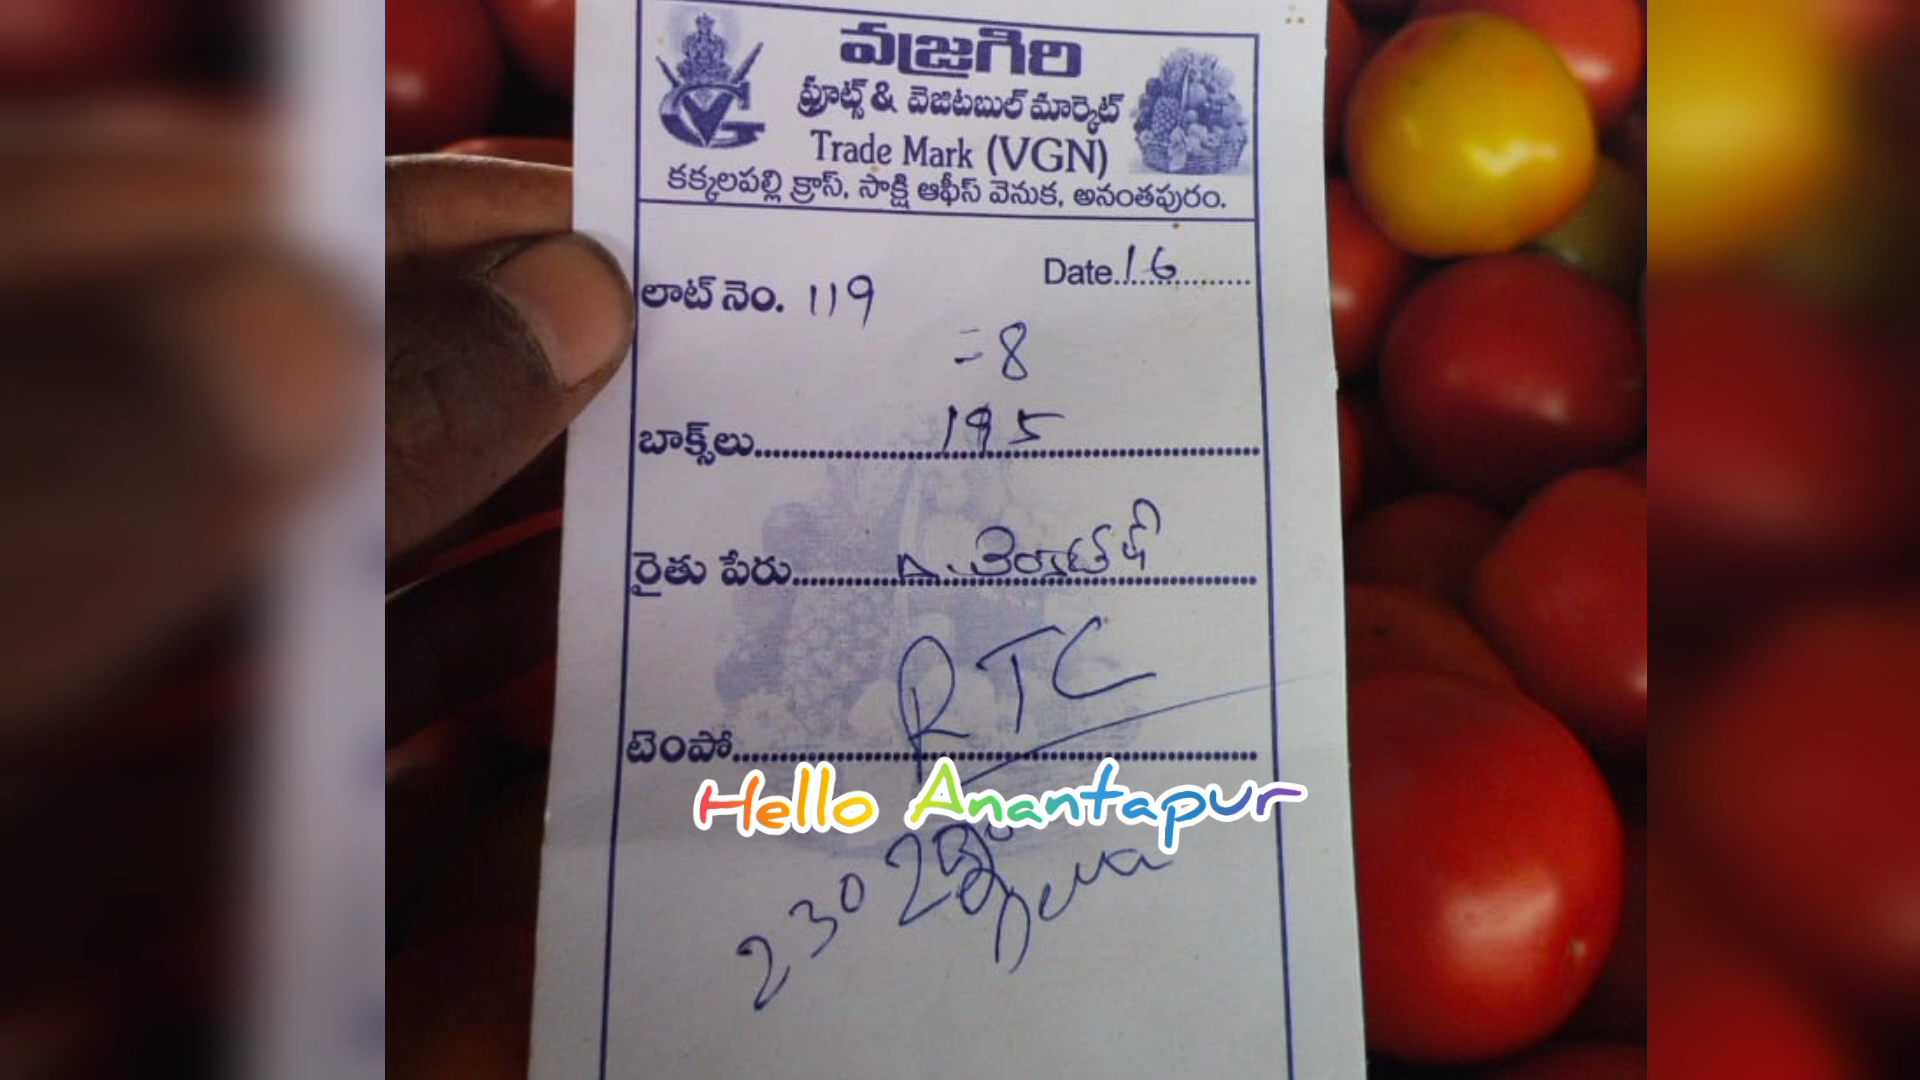 వజ్రగిరి
ఫ్రూట్స్ & వెజిటబుల్ మార్కెట్
Trade Mark (VGN)
కక్కలపల్లి క్రాస్, సాక్షి ఆఫీస్ వెనుక, అనంతపురం.
Date 16
లాట్ నెం. 119
=8
బాక్స్‌లు 195
రైతు పేరు
RTC
టెంపో
Hello Anantapur
230